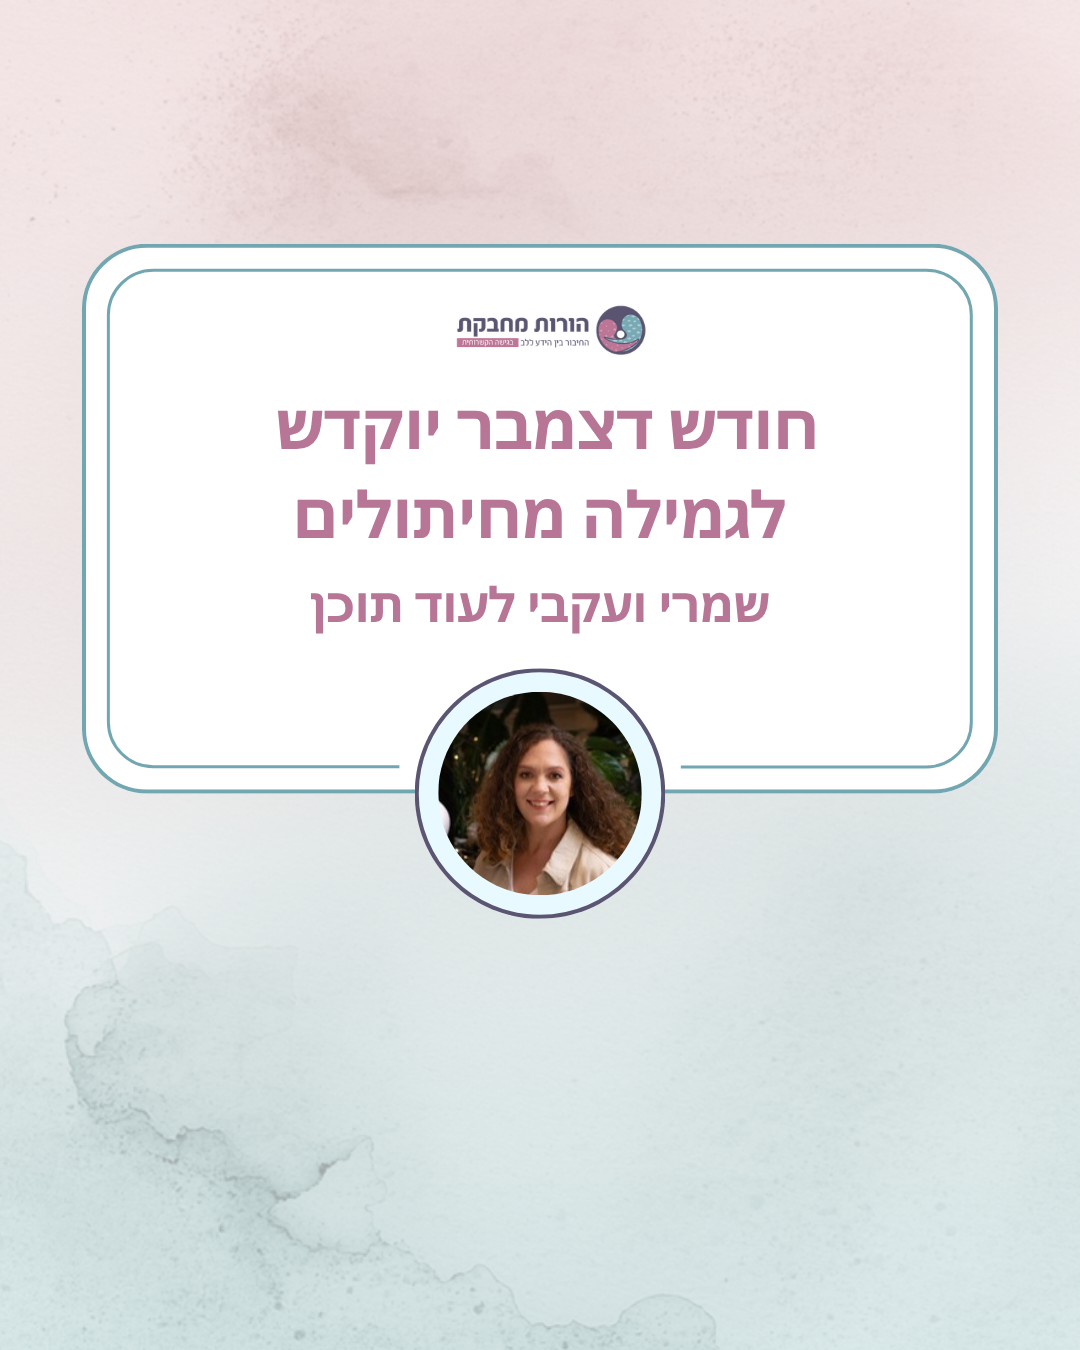 הורות מחבקת
החיבור בין הידע ללב בגישה הקשרותית
חודש דצמבר יוקדש
לגמילה מחיתולים
שמרי ועקבי לעוד תוכן